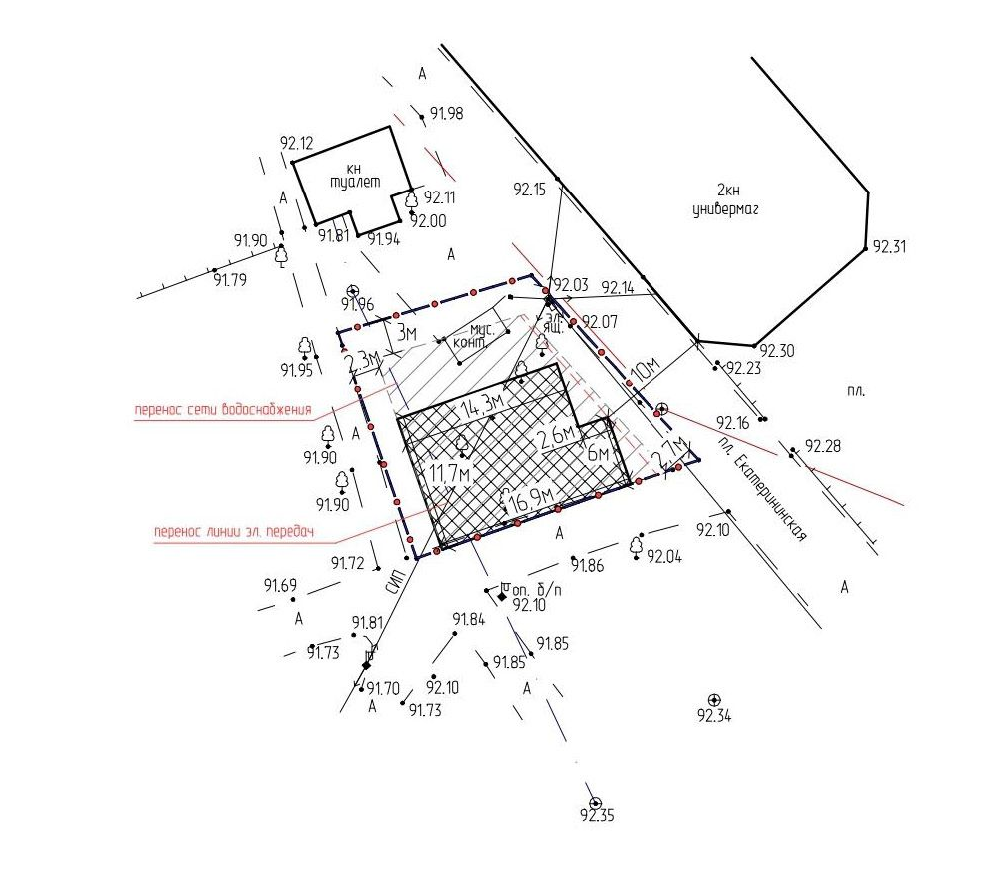 А
91.98
92.12
кн
туалет
А
92.11
92.00
92.15
2кн
универмаг
91.90
91.81
91.94
92.31
А
91.79
91.96
92.03
92.14
эл.
ящ.
92.07
3м
мус.
конт.
92.30
91.95
2,3м
10м
92.23
пл.
перенос сети водоснабжения
14,3м
92.16
А
2,6м
6м
2,7м
92.28
91.90
11,7м
пл. Екатерининская
91.90
16,9м
перенос линии эл. передач
А
92.10
91.72
91.86
92.04
СИП
91.69
оп. б/п
А
92.10
А
91.81
91.84
91.73
91.85
91.85
91.70
92.10
А
А
91.73
92.34
92.35